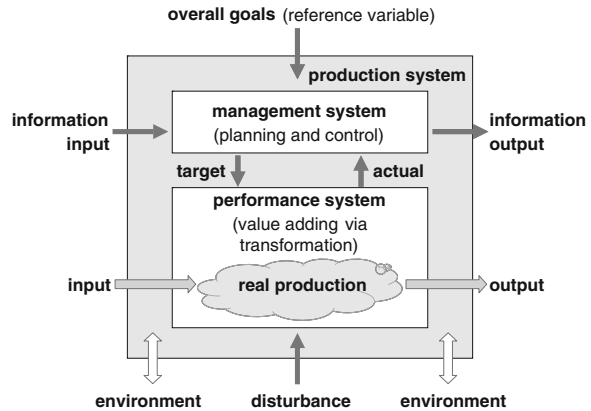 overall goals (reference variable)
production system
management system
(planning and control)
information
input
information
output
target
actual
performance system
(value adding via
transformation)
input
real production
output
environment
disturbance
environment